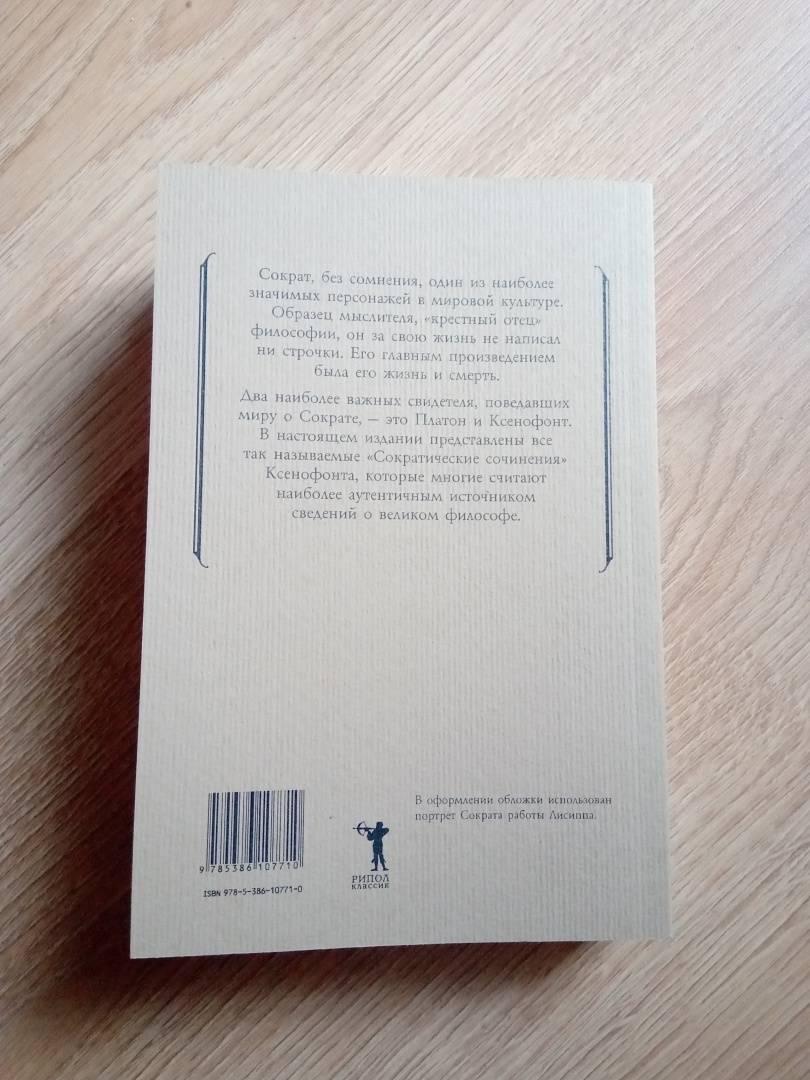 Сократ, без сомнения, один из наиболее
значимых персонажей в мировой культуре.
Образец мыслителя, «крестный отец»
философии, он за свою жизнь не написал
ни строчки. Его главным произведением
была его жизнь и смерть.
Два наиболее важных свидетеля, поведавших
миру о Сократе, – это Платон и Ксенофонт.
В настоящем издании представлены все
так называемые «Сократические сочинения»
Ксенофонта, которые многие считают
наиболее аутентичным источником
сведений о великом философе.
В оформлении обложки использован
портрет Сократа работы Лисиппа.
9 785386 107710
ISBN 978-5-386-10771-0
РИПОЛ
КЛАССИК